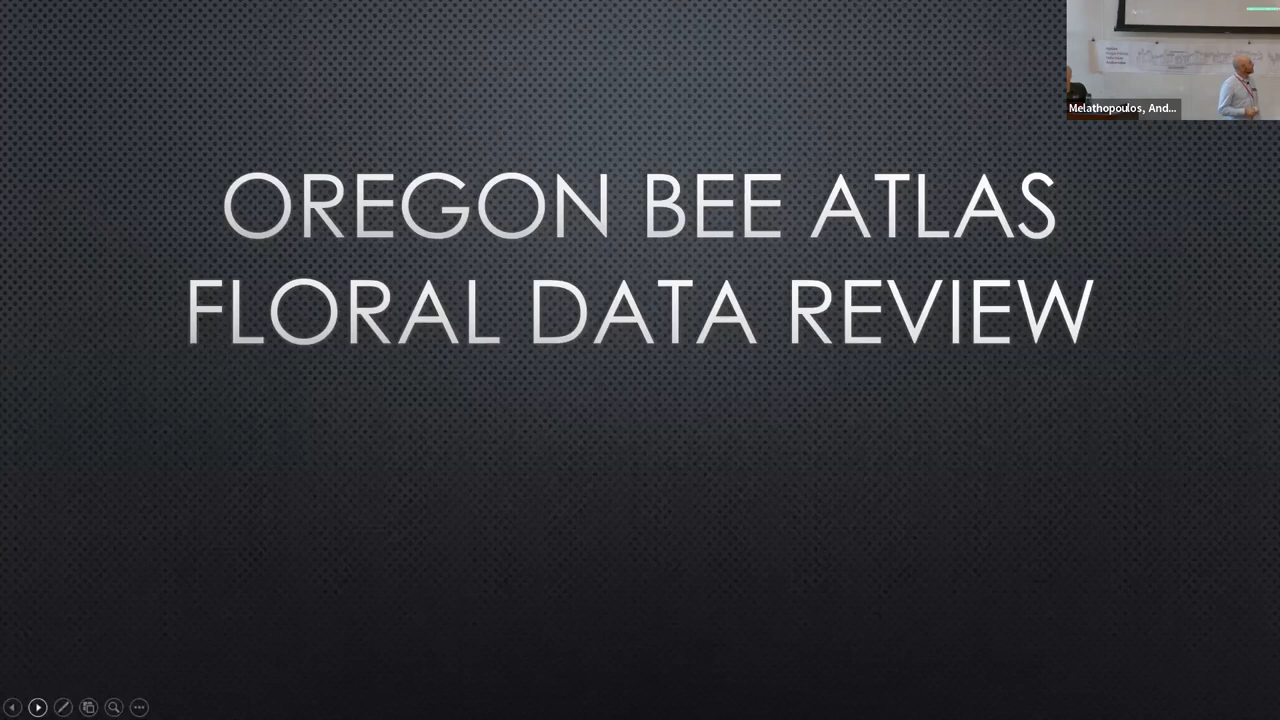 OREGON BEE ATLAS
FLORAL DATA REVIEW
Melathopoulos, And...